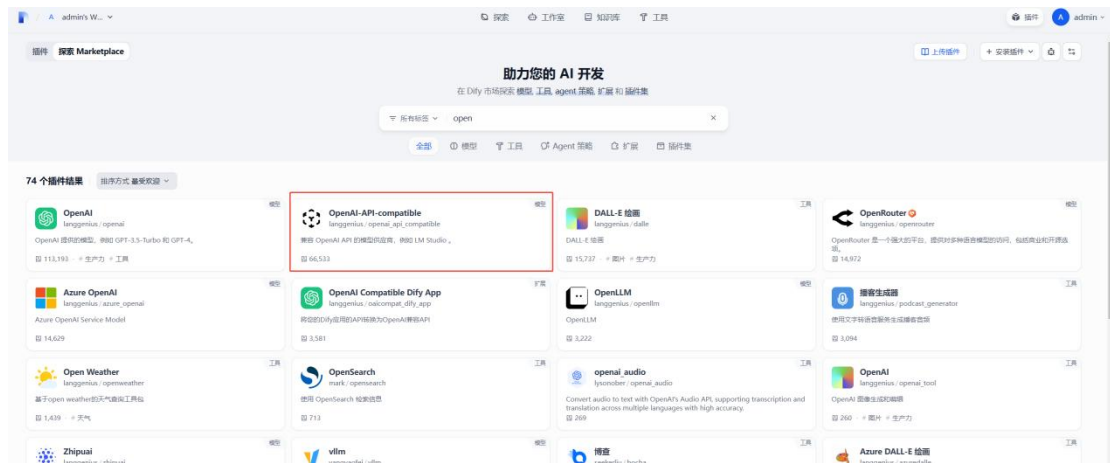 A admin's W...
探索 工作室 知识库 工具
插件 A admin
插件 探索 Marketplace
上传插件 + 安装插件
助力您的 AI 开发
在 Dify 市场探索 模型, 工具, agent 策略, 扩展 和 插件集
所有标签 open ×
全部 模型 工具 Agent 策略 扩展 插件集
74 个插件结果 排序方式 最受欢迎
模型
OpenAI
langgenius / openai
OpenAI 提供的模型，例如 GPT-3.5-Turbo 和 GPT-4。
113,193 · # 生产力 # 工具
模型
OpenAI-API-compatible
langgenius / openai_api_compatible
兼容 OpenAI API 的模型供应商，例如 LM Studio 。
66,533
工具
DALL-E 绘画
langgenius / dalle
DALL-E 绘画
15,737 · # 图片 # 生产力
模型
OpenRouter
langgenius / openrouter
OpenRouter 是一个强大的平台，提供对多种语言模型的访问，包括商业和开源选
项。
14,972
模型
Azure OpenAI
langgenius / azure_openai
Azure OpenAI Service Model
14,629
扩展
OpenAI Compatible Dify App
langgenius / oaicompat_dify_app
将您的Dify应用的API转换为OpenAI兼容API
3,581
模型
OpenLLM
langgenius / openllm
OpenLLM
3,222
工具
播客生成器
langgenius / podcast_generator
使用文字转语音服务生成播客音频
3,094
工具
Open Weather
langgenius / openweather
基于open weather的天气查询工具包
1,439 · # 天气
工具
OpenSearch
mark / opensearch
使用 OpenSearch 检索信息
713
工具
openai_audio
lysonober / openai_audio
Convert audio to text with OpenAI's Audio API, supporting transcription and
translation across multiple languages with high accuracy.
269
工具
OpenAI
langgenius / openai_tool
OpenAI 图像生成和编辑
260 · # 图片 # 生产力
模型
Zhipuai
langgenius / zhipuai
模型
vllm
工具
博查
工具
Azure DALL-E 绘画
langgenius / azuredalle